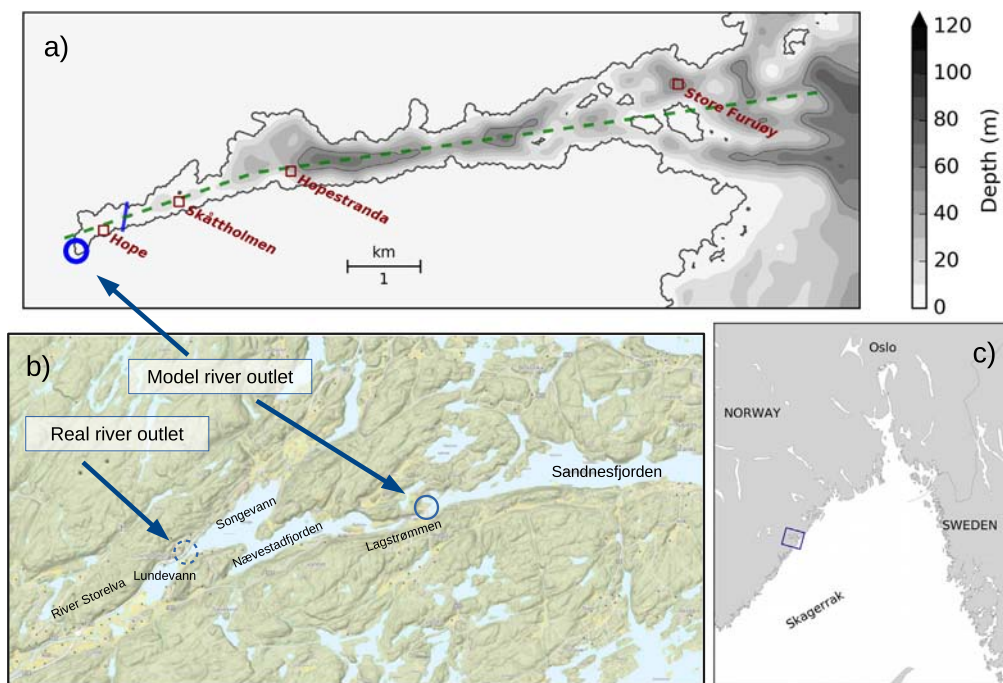 a)
Hope
Skåttholmen
Hopestranda
Store Furuøy
km
1
120
100
80
60
40
20
0
Depth (m)
b)
Model river outlet
Real river outlet
Sandnesfjorden
Songevann
Nævestadfjorden
Lagstrømmen
Lundevann
River Storelva
c)
Oslo
NORWAY
SWEDEN
Skagerrak